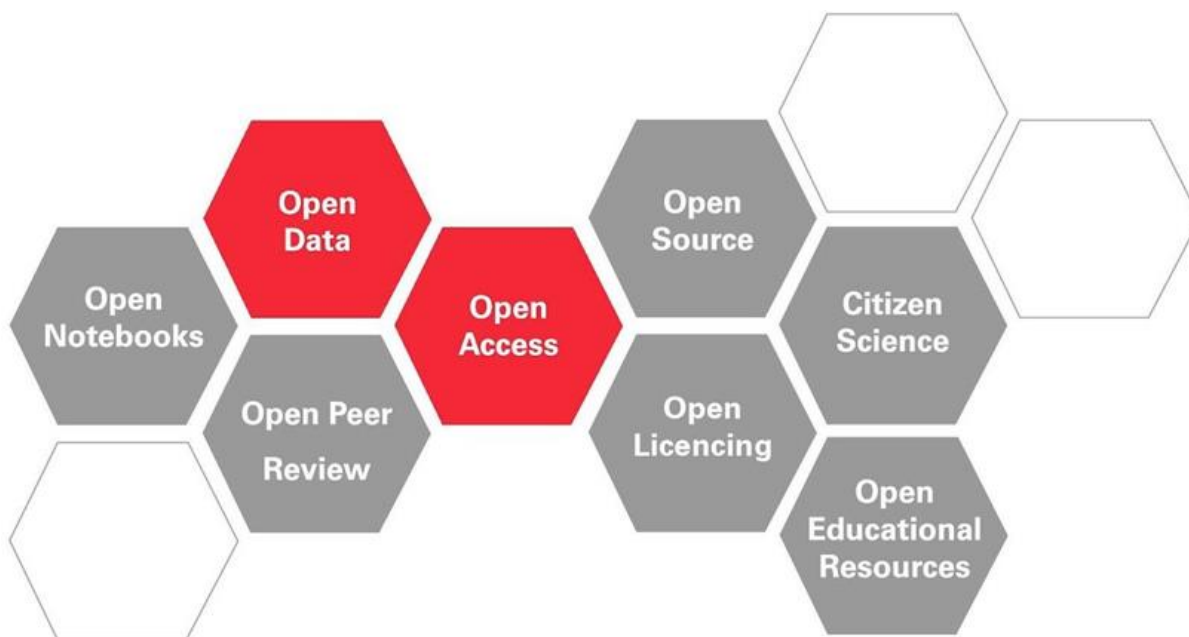 Open
Data
Open
Notebooks
Open Peer
Review
Open
Access
Open
Source
Open
Licencing
Citizen
Science
Open
Educational
Resources